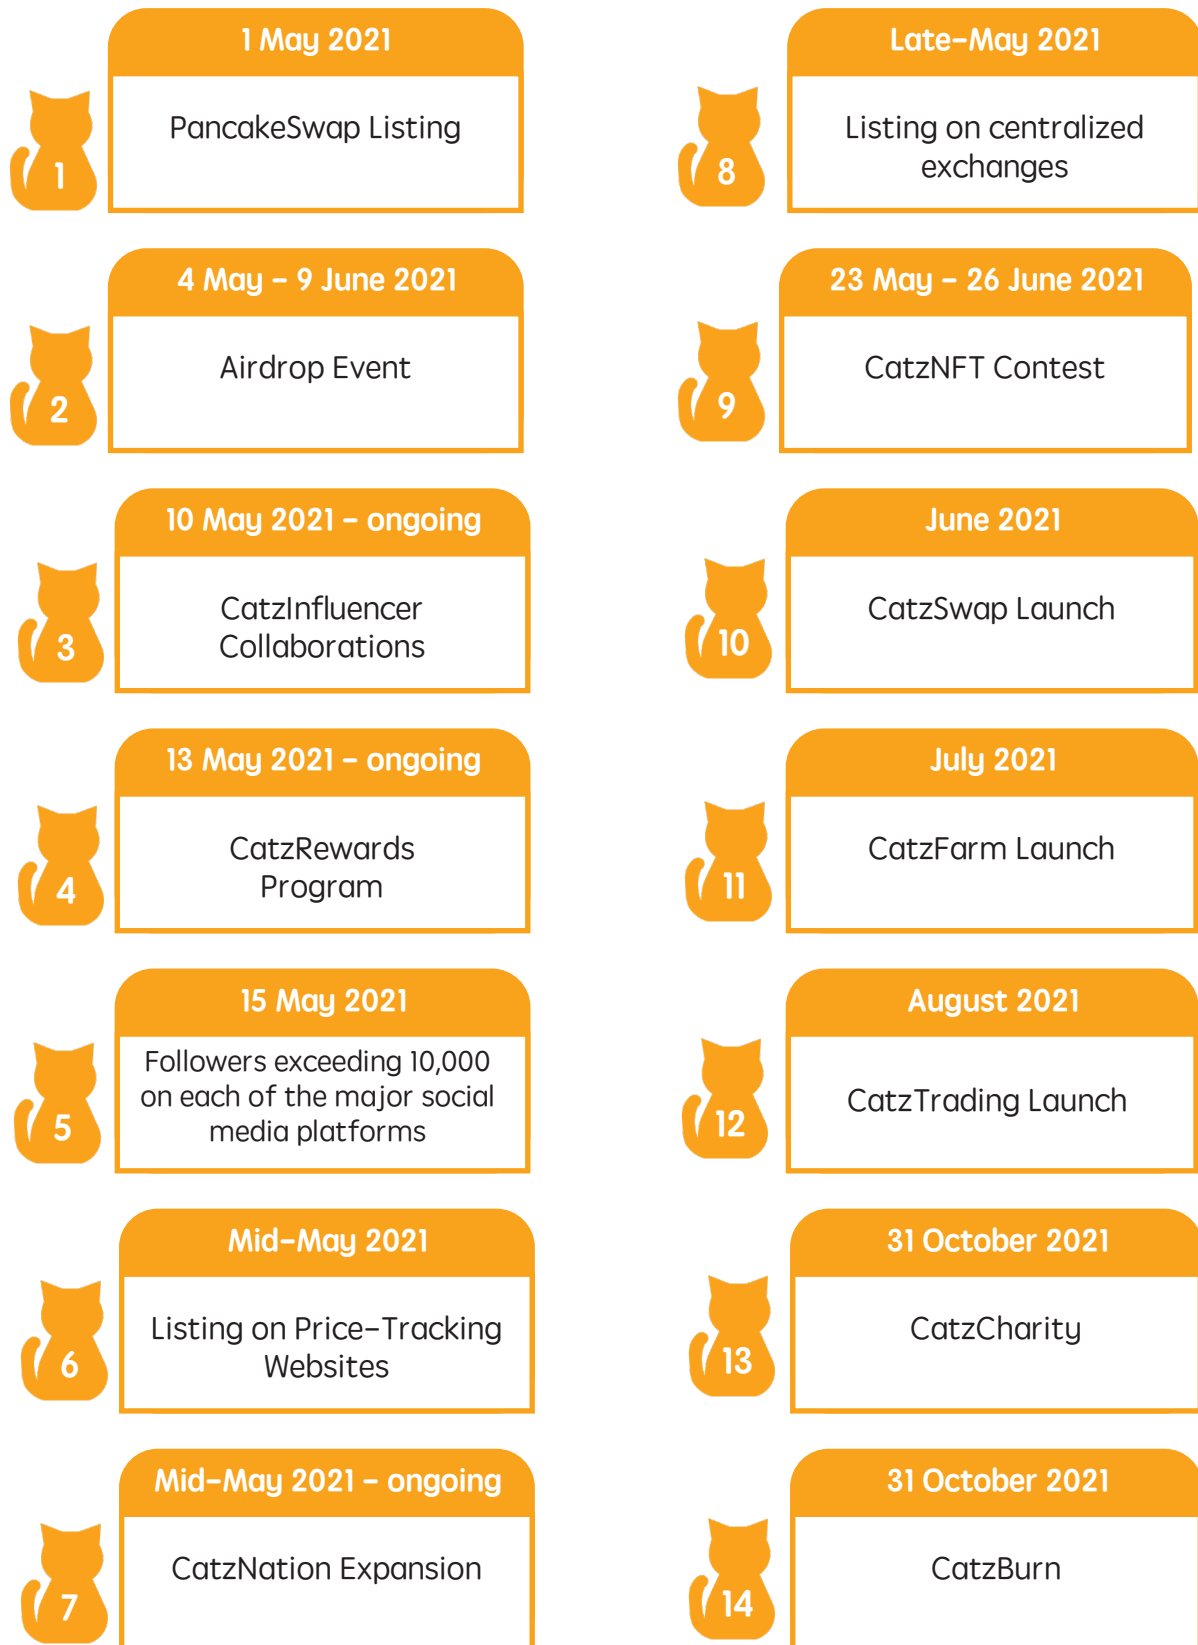 1 May 2021
PancakeSwap Listing
1
4 May – 9 June 2021
Airdrop Event
2
10 May 2021 – ongoing
CatzInfluencer
Collaborations
3
13 May 2021 – ongoing
CatzRewards
Program
4
15 May 2021
Followers exceeding 10,000
on each of the major social
media platforms
5
Mid–May 2021
Listing on Price–Tracking
Websites
6
Mid–May 2021 – ongoing
CatzNation Expansion
7
Late–May 2021
Listing on centralized
exchanges
8
23 May – 26 June 2021
CatzNFT Contest
9
June 2021
CatzSwap Launch
10
July 2021
CatzFarm Launch
11
August 2021
CatzTrading Launch
12
31 October 2021
CatzCharity
13
31 October 2021
CatzBurn
14